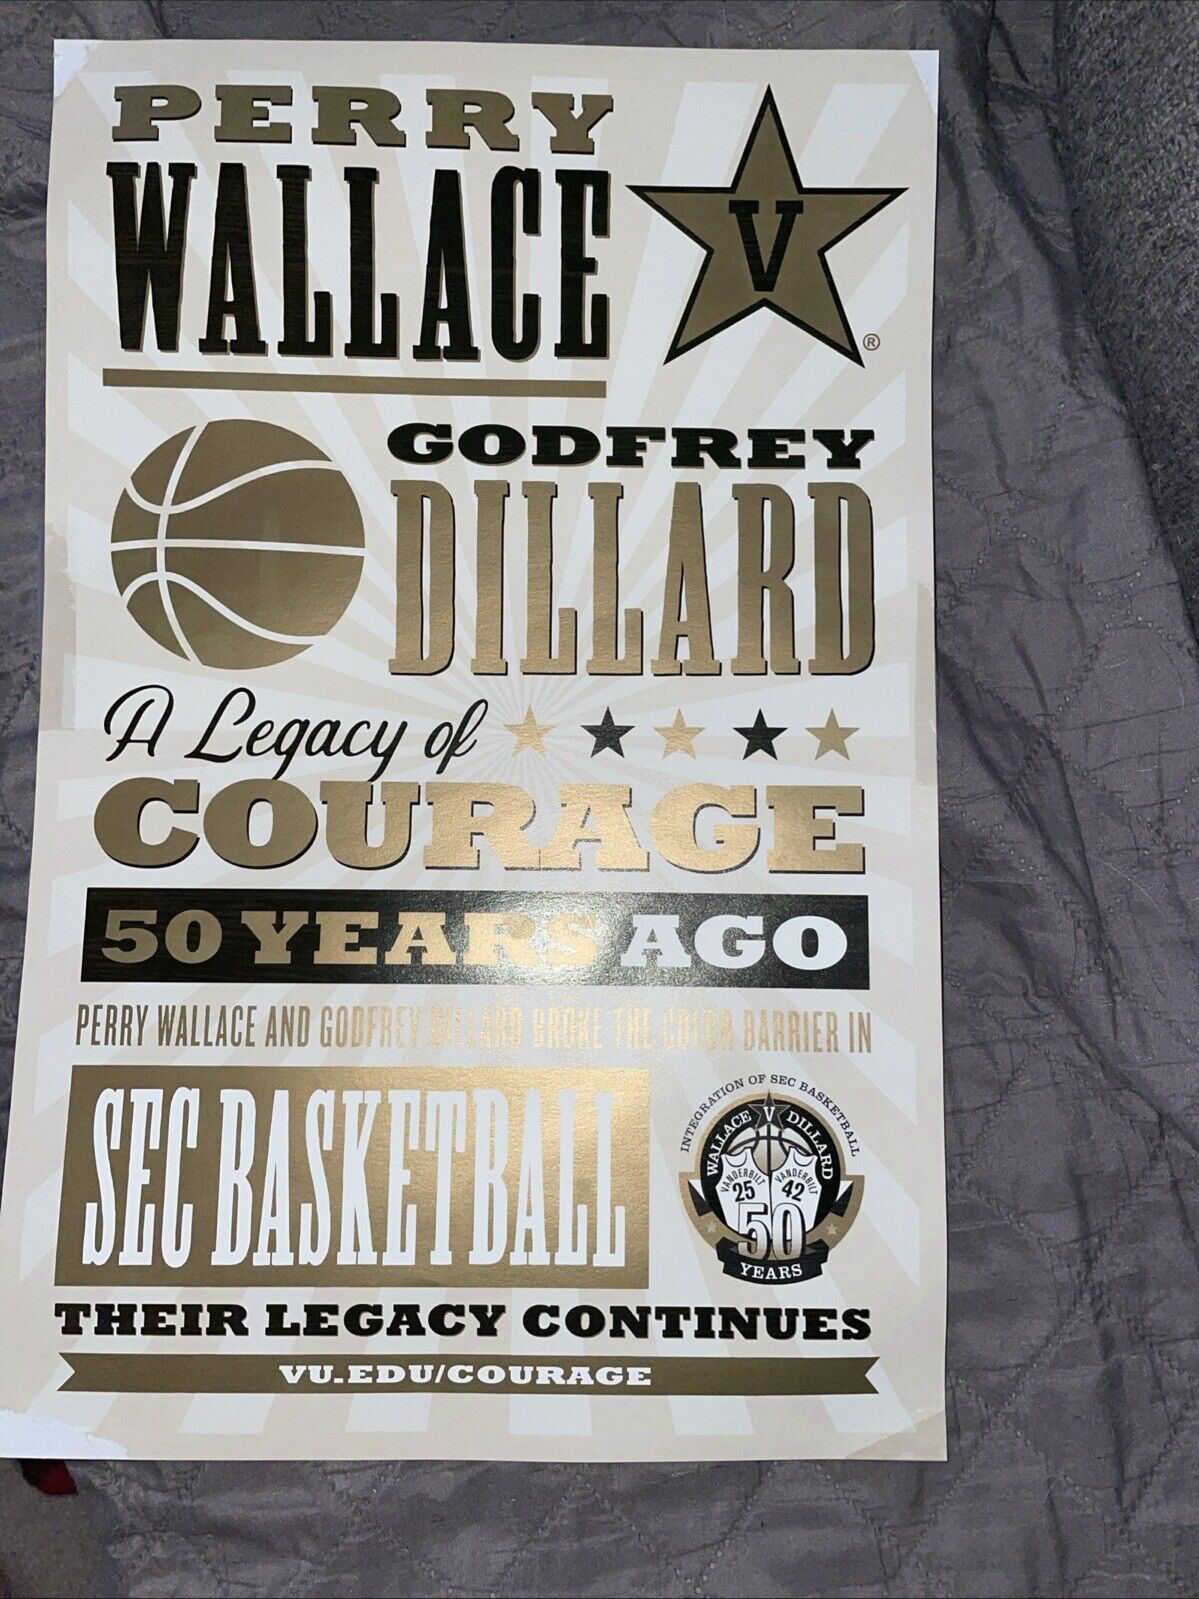 PERRY
WALLACE
V
®
GODFREY
DILLARD
A Legacy of
COURAGE
50 YEARS AGO
PERRY WALLACE AND GODFREY DILLARD BROKE THE COLOR BARRIER IN
SEC BASKETBALL
INTEGRATION OF SEC BASKETBALL
WALLACE V DILLARD
VANDERBILT VANDERBILT
25 42
50
YEARS
THEIR LEGACY CONTINUES
VU.EDU/COURAGE